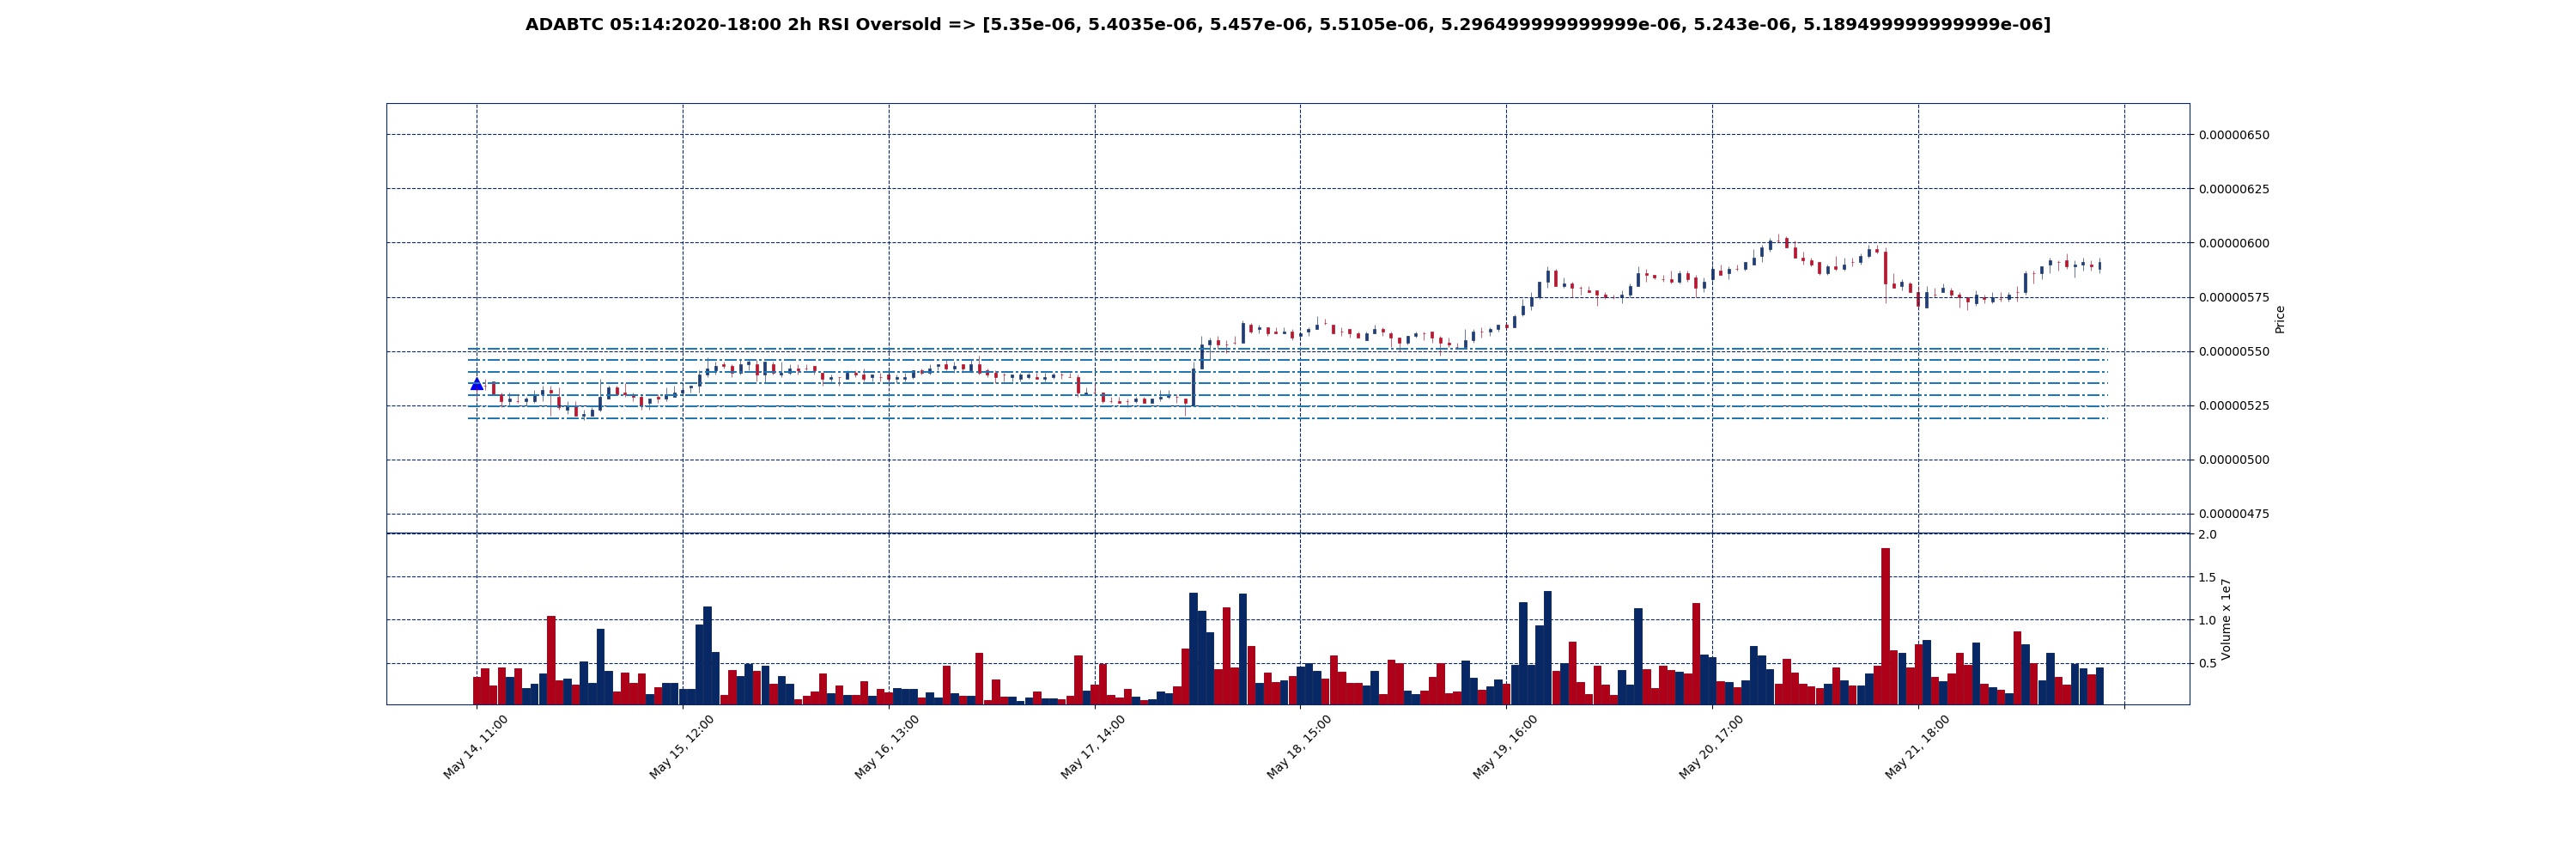 ADABTC 05:14:2020-18:00 2h RSI Oversold => [5.35e-06, 5.4035e-06, 5.457e-06, 5.5105e-06, 5.296499999999999e-06, 5.243e-06, 5.189499999999999e-06]
0.00000650
0.00000625
0.00000600
0.00000575
Price
0.00000550
0.00000525
0.00000500
0.00000475
2.0
1.5
1.0
0.5
Volume x 1e7
May 14, 11:00
May 15, 12:00
May 16, 13:00
May 17, 14:00
May 18, 15:00
May 19, 16:00
May 20, 17:00
May 21, 18:00